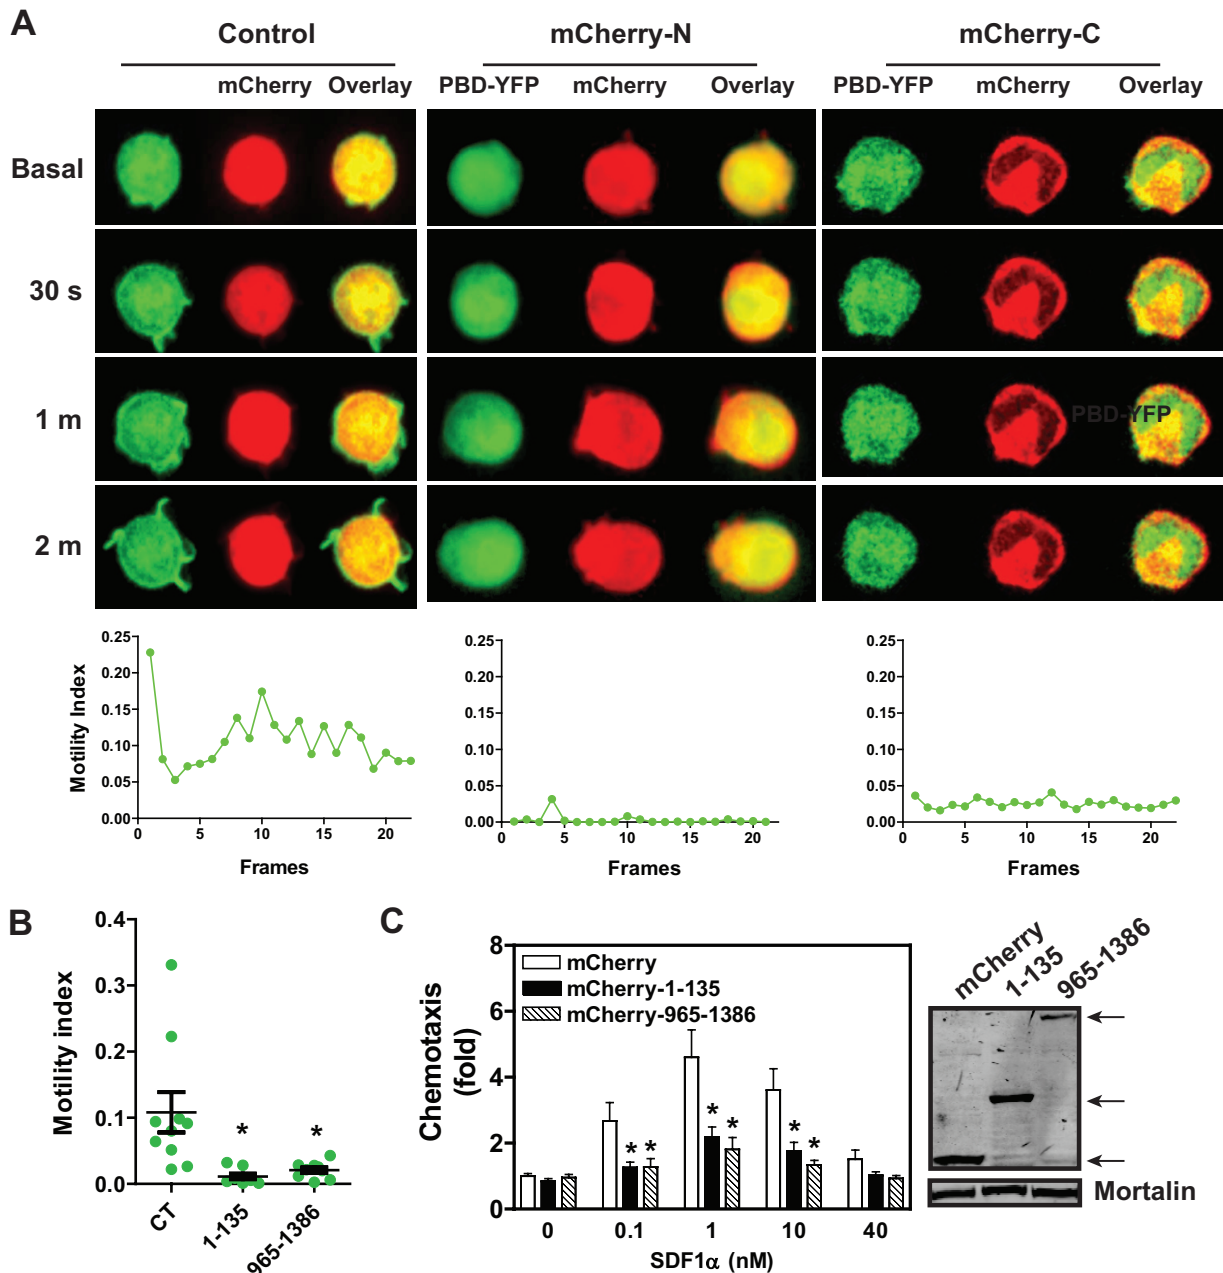 A
Control
mCherry-N
mCherry-C
mCherry Overlay
PBD-YFP mCherry Overlay
PBD-YFP mCherry Overlay
Basal
30 s
1 m
PBD-YFP
2 m
Motility Index
0.25
0.20
0.15
0.10
0.05
0.00
0 5 10 15 20
Frames
0.25
0.20
0.15
0.10
0.05
0.00
0 5 10 15 20
Frames
0.25
0.20
0.15
0.10
0.05
0.00
0 5 10 15 20
Frames
B
Motility index
0.4
0.3
0.2
0.1
0.0
* *
CT
1-135
965-1386
C
Chemotaxis
(fold)
8
6
4
2
0
mCherry
mCherry-1-135
mCherry-965-1386
* * * * * *
0 0.1 1 10 40
SDF1α (nM)
mCherry
1-135
965-1386
Mortalin